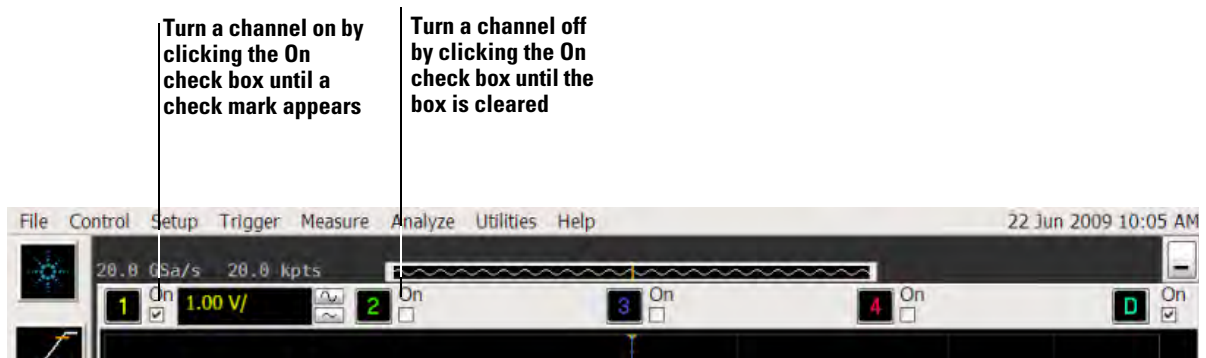 Turn a channel on by
clicking the On
check box until a
check mark appears
Turn a channel off
by clicking the On
check box until the
box is cleared
File Control Setup Trigger Measure Analyze Utilities Help 22 Jun 2009 10:05 AM
20.0 GSa/s 20.0 kpts
1 On 1.00 V/ 2 On 3 On 4 On D On